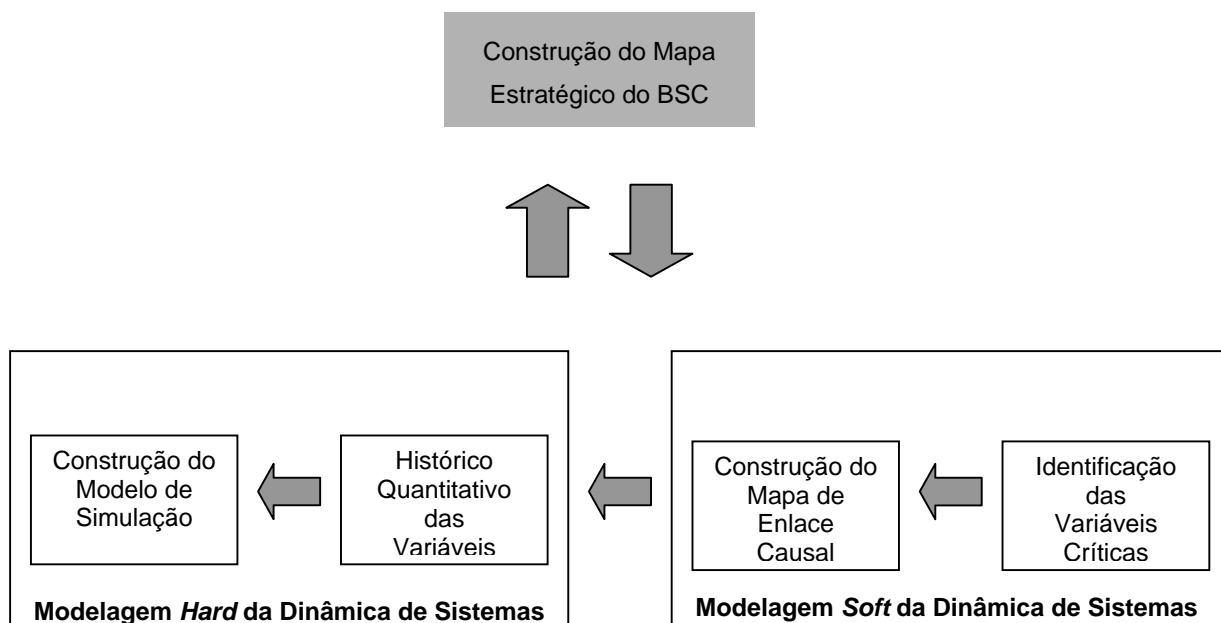 Construção do Mapa
Estratégico do BSC
Construção do
Modelo de
Simulação
Histórico
Quantitativo
das
Variáveis
Modelagem Hard da Dinâmica de Sistemas
Construção do
Mapa de
Enlace
Causal
Identificação
das
Variáveis
Críticas
Modelagem Soft da Dinâmica de Sistemas